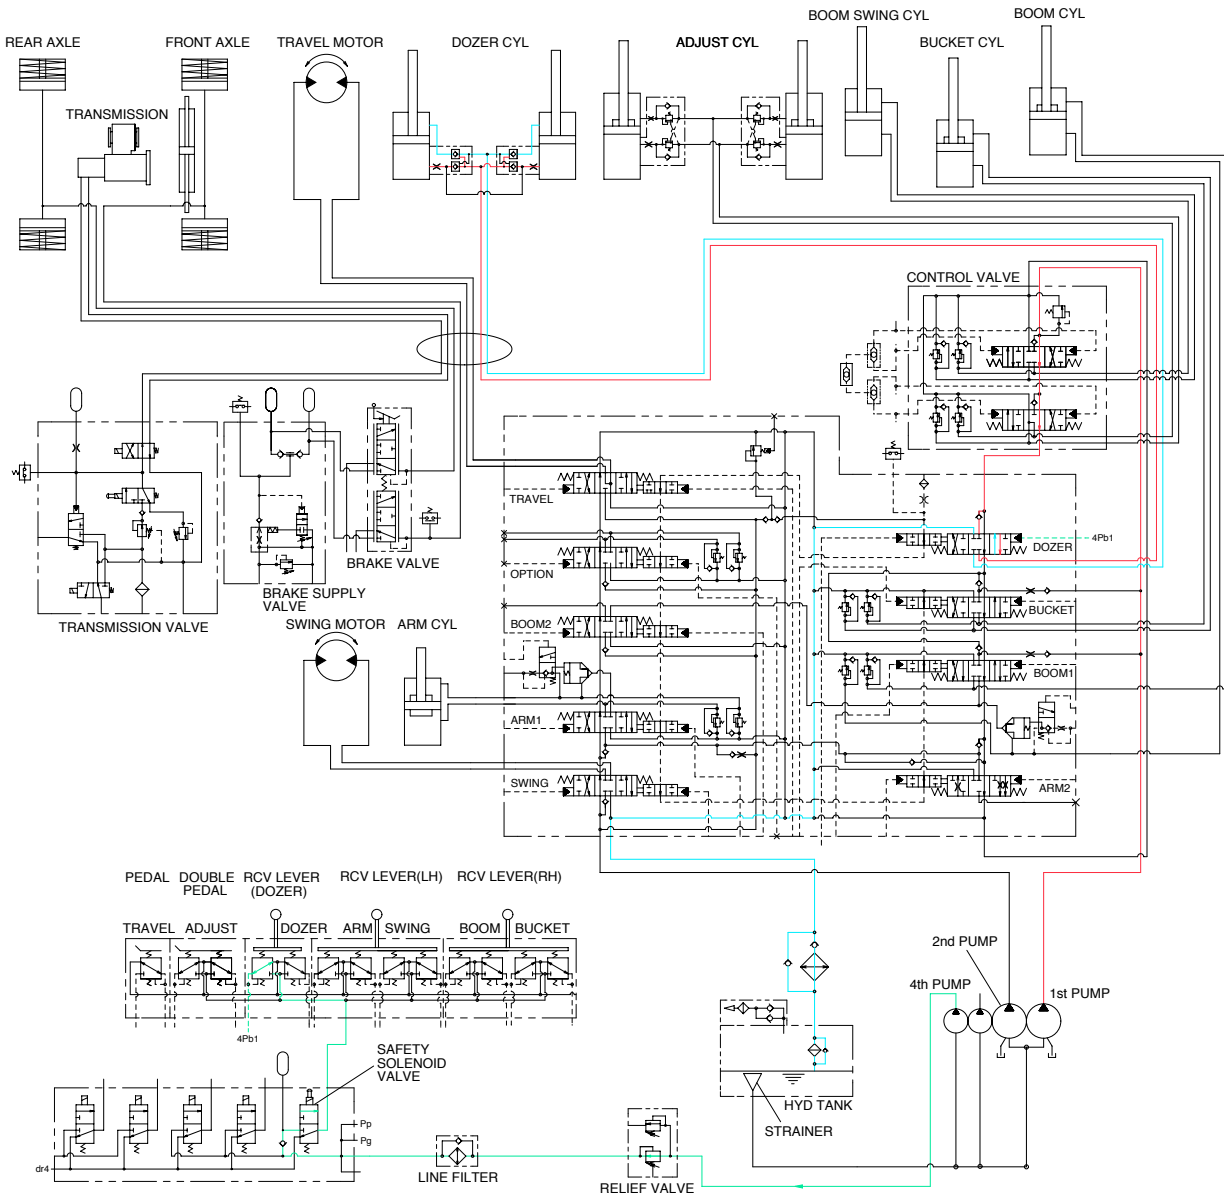 BOOM SWING CYL
BOOM CYL
REAR AXLE
FRONT AXLE
TRAVEL MOTOR
DOZER CYL
ADJUST CYL
BUCKET CYL
TRANSMISSION
CONTROL VALVE
TRAVEL
4Pb1
DOZER
OPTION
BRAKE VALVE
BRAKE SUPPLY
VALVE
BUCKET
TRANSMISSION VALVE
SWING MOTOR
ARM CYL
BOOM2
BOOM1
ARM1
SWING
ARM2
PEDAL
DOUBLE
PEDAL
RCV LEVER
(DOZER)
RCV LEVER(LH)
RCV LEVER(RH)
TRAVEL
ADJUST
DOZER
ARM
SWING
BOOM
BUCKET
2nd PUMP
4th PUMP
1st PUMP
4Pb1
SAFETY
SOLENOID
VALVE
HYD TANK
Pp
STRAINER
Pg
dr4
LINE FILTER
RELIEF VALVE